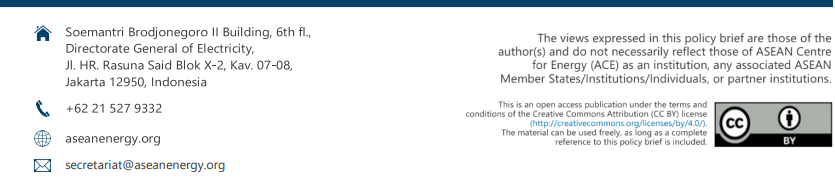 Soemantri Brodjonegoro II Building, 6th fl.,
Directorate General of Electricity,
Jl. HR. Rasuna Said Blok X-2, Kav. 07-08,
Jakarta 12950, Indonesia
+62 21 527 9332
aseanenergy.org
secretariat@aseanenergy.org
The views expressed in this policy brief are those of the
author(s) and do not necessarily reflect those of ASEAN Centre
for Energy (ACE) as an institution, any associated ASEAN
Member States/Institutions/Individuals, or partner institutions.
This is an open access publication under the terms and
conditions of the Creative Commons Attribution (CC BY) license
(http://creativecommons.org/licenses/by/4.0/).
The material can be used freely, as long as a complete
reference to this policy brief is included.
cc
BY